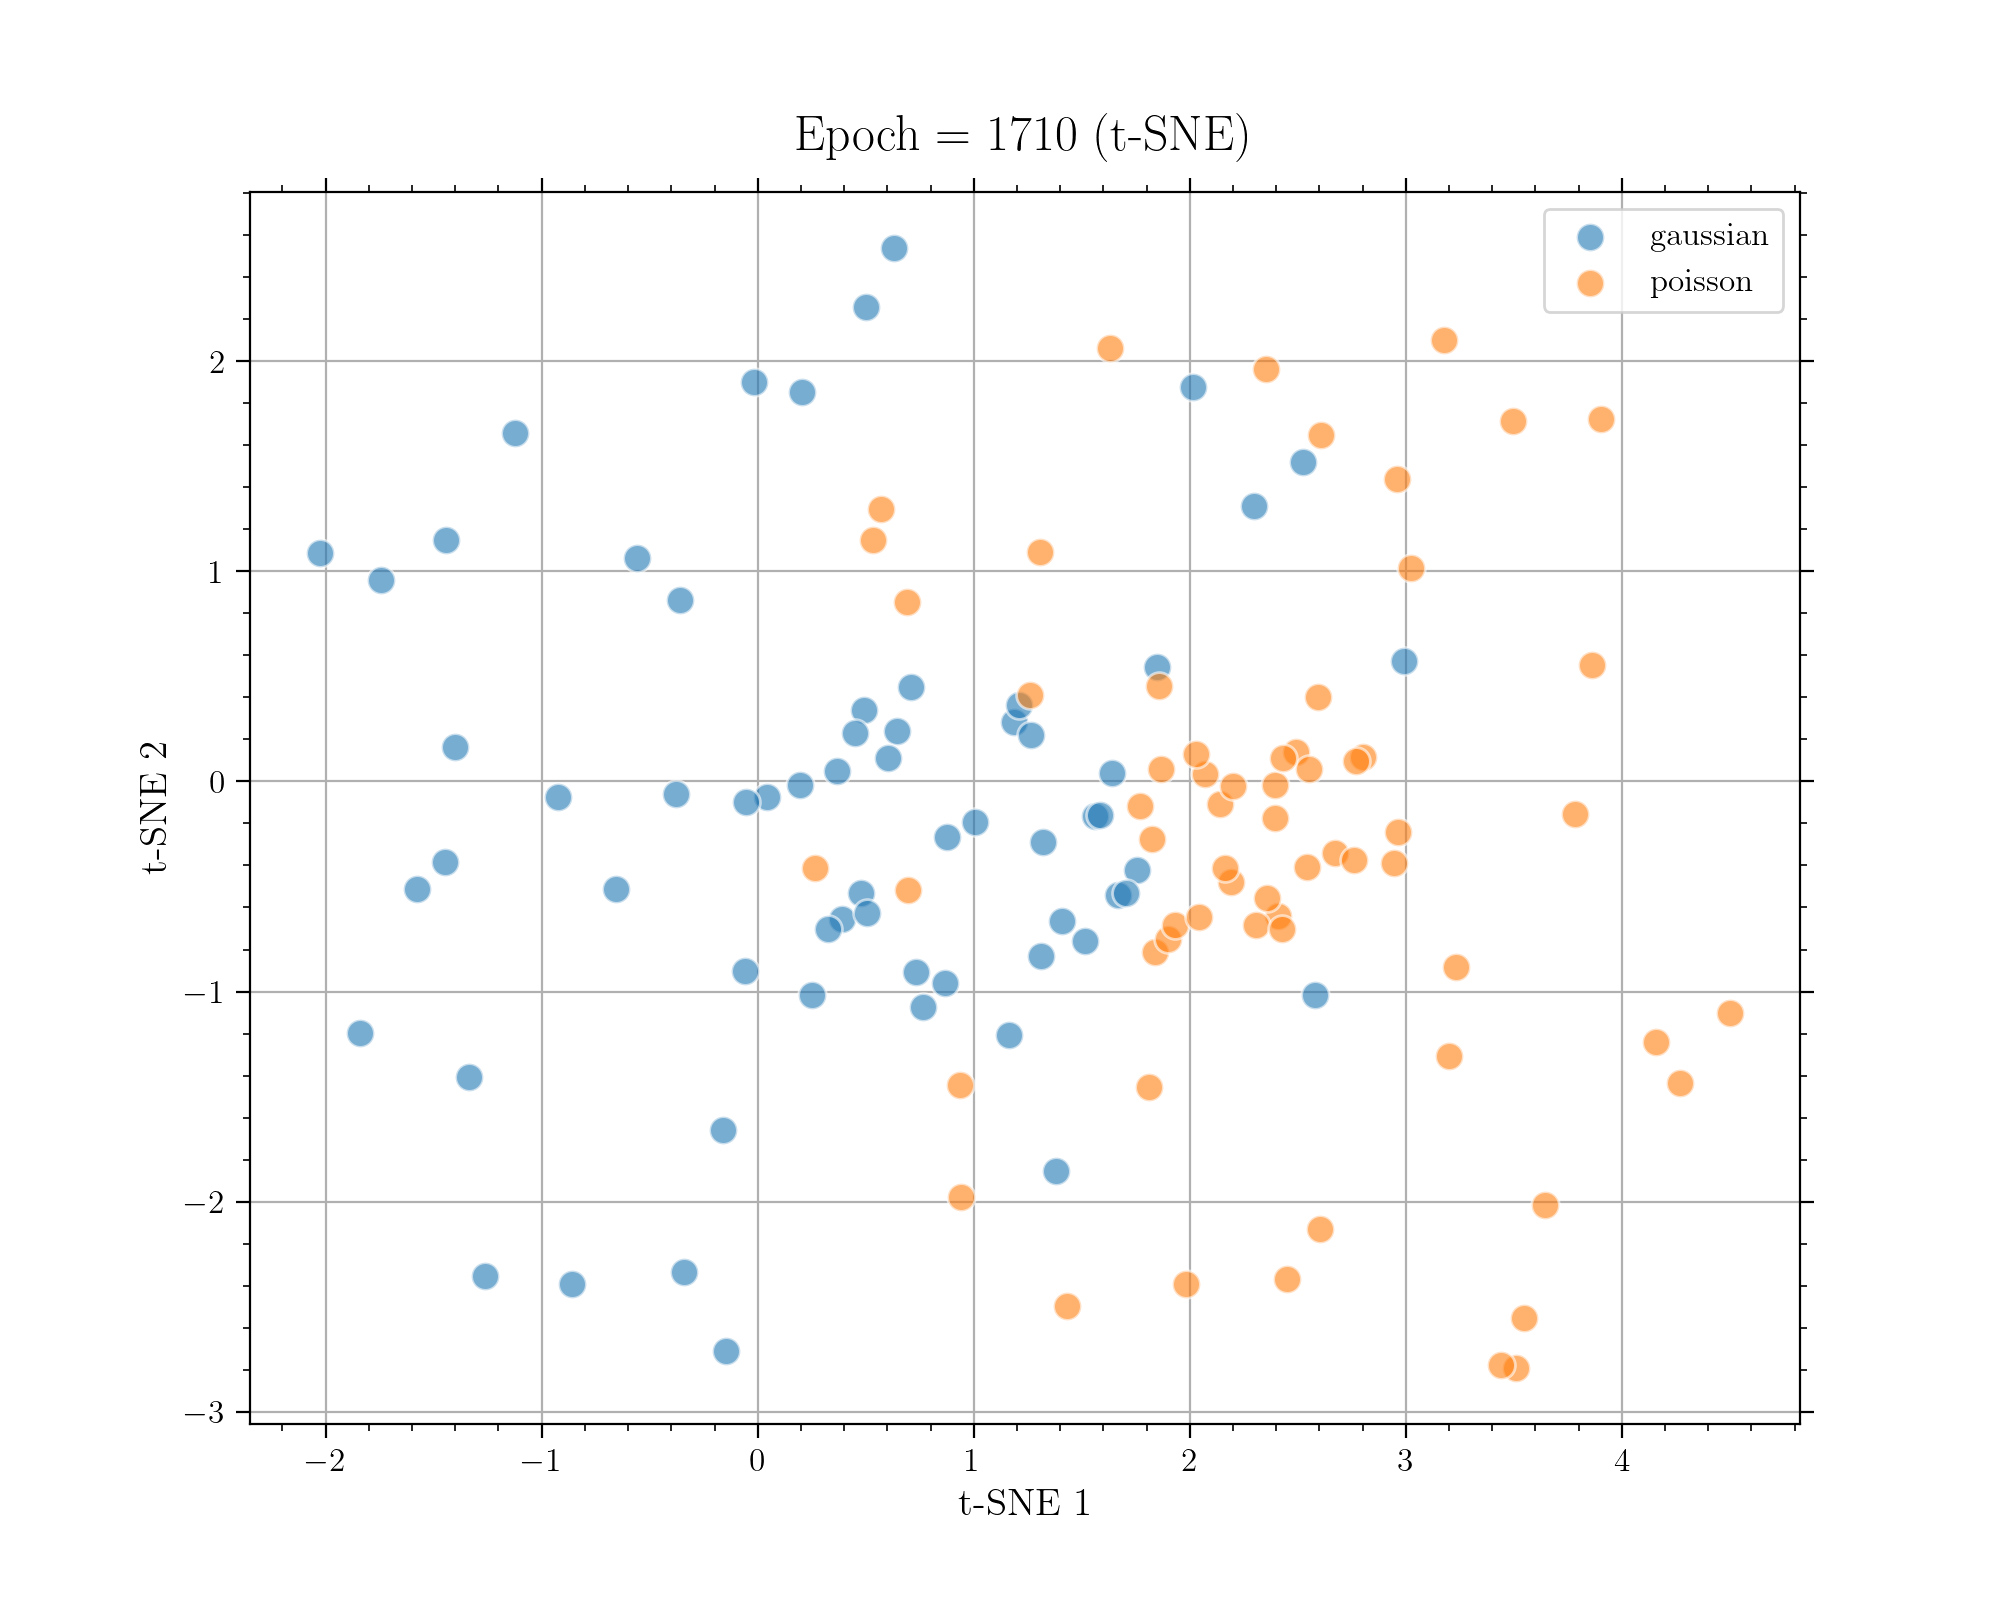 Epoch = 1710 (t-SNE)
gaussian
poisson
2
1
0
−1
−2
−3
t-SNE 2
−2 −1 0 1 2 3 4
t-SNE 1